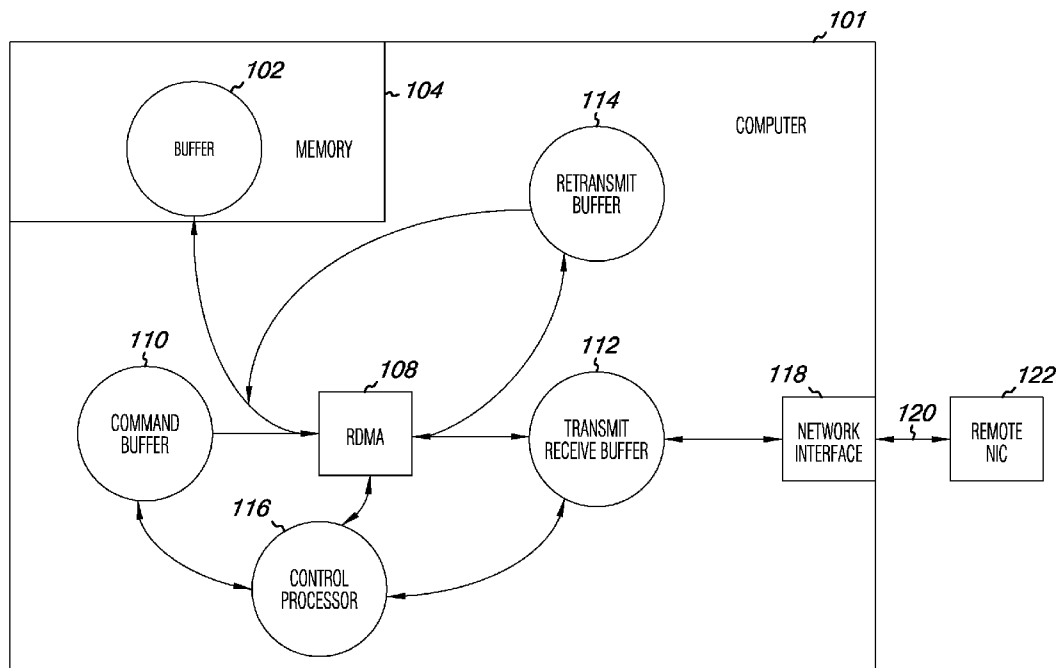 101
102
104
BUFFER
MEMORY
114
COMPUTER
RETRANSMIT
BUFFER
110
108
112
118
122
COMMAND
BUFFER
RDMA
TRANSMIT
RECEIVE BUFFER
NETWORK
INTERFACE
120
REMOTE
NIC
116
CONTROL
PROCESSOR